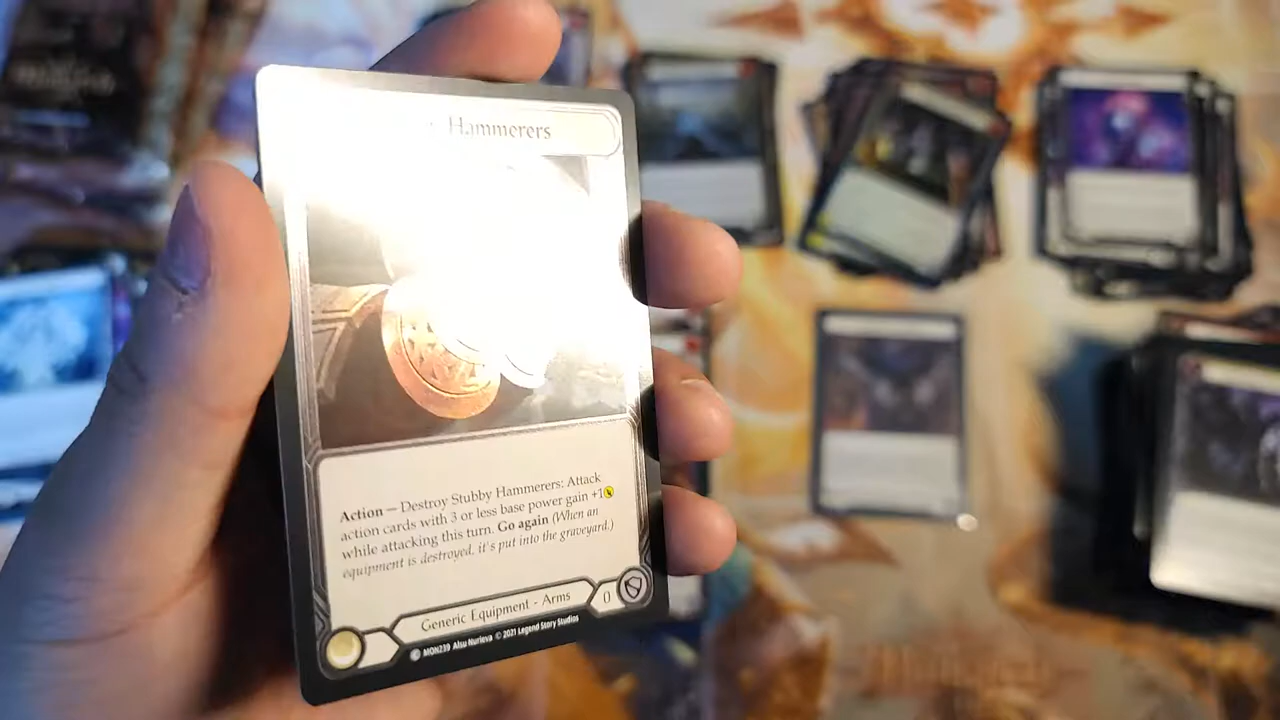 Hammerers
Action — Destroy Stubby Hammerers: Attack
action cards with 3 or less base power gain +1
while attacking this turn. Go again (When an
equipment is destroyed, it's put into the graveyard.)
Generic Equipment - Arms
0
C MON239 Alsu Nurieva © 2021 Legend Story Studios